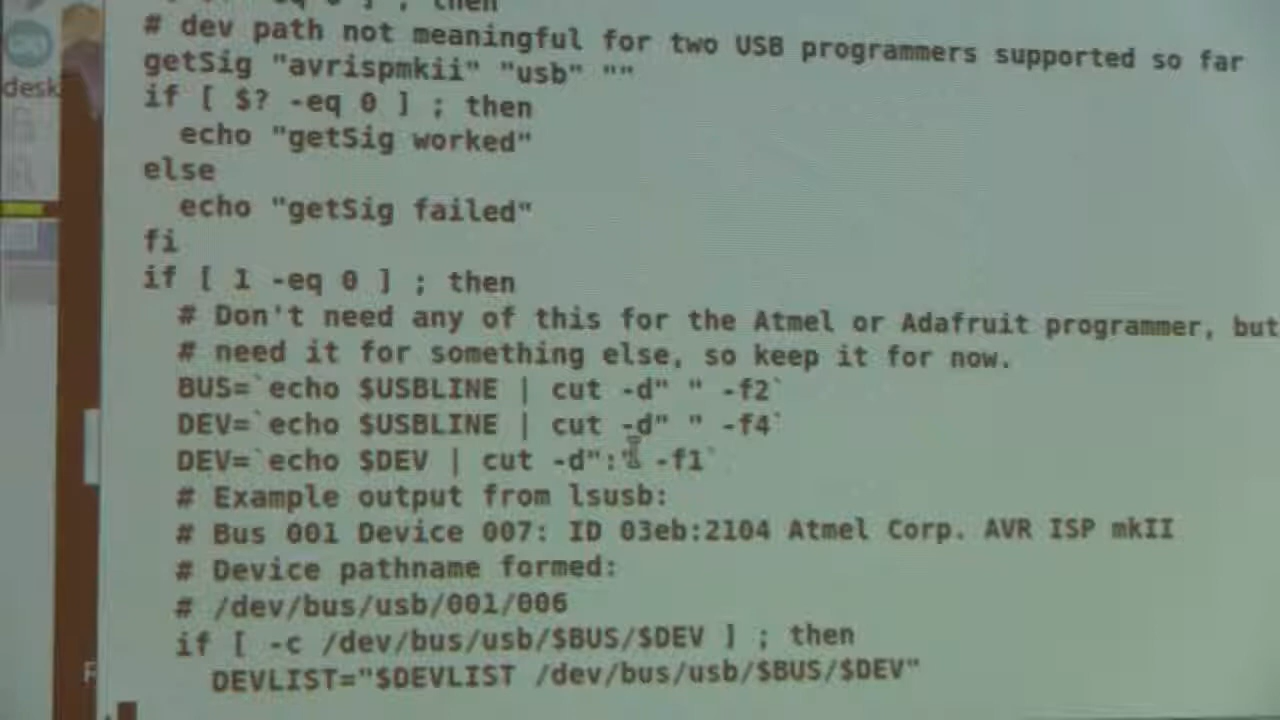 -eq 0 ] ; then
# dev path not meaningful for two USB programmers supported so far
getSig "avrispmkii" "usb" ""
if [ $? -eq 0 ] ; then
echo "getSig worked"
else
echo "getSig failed"
fi
if [ 1 -eq 0 ] ; then
# Don't need any of this for the Atmel or Adafruit programmer, but
# need it for something else, so keep it for now.
BUS=`echo $USBLINE | cut -d" " -f2`
DEV=`echo $USBLINE | cut -d" " -f4`
DEV=`echo $DEV | cut -d":" -f1`
# Example output from lsusb:
# Bus 001 Device 007: ID 03eb:2104 Atmel Corp. AVR ISP mkII
# Device pathname formed:
# /dev/bus/usb/001/006
if [ -c /dev/bus/usb/$BUS/$DEV ] ; then
DEVLIST="$DEVLIST /dev/bus/usb/$BUS/$DEV"
desk